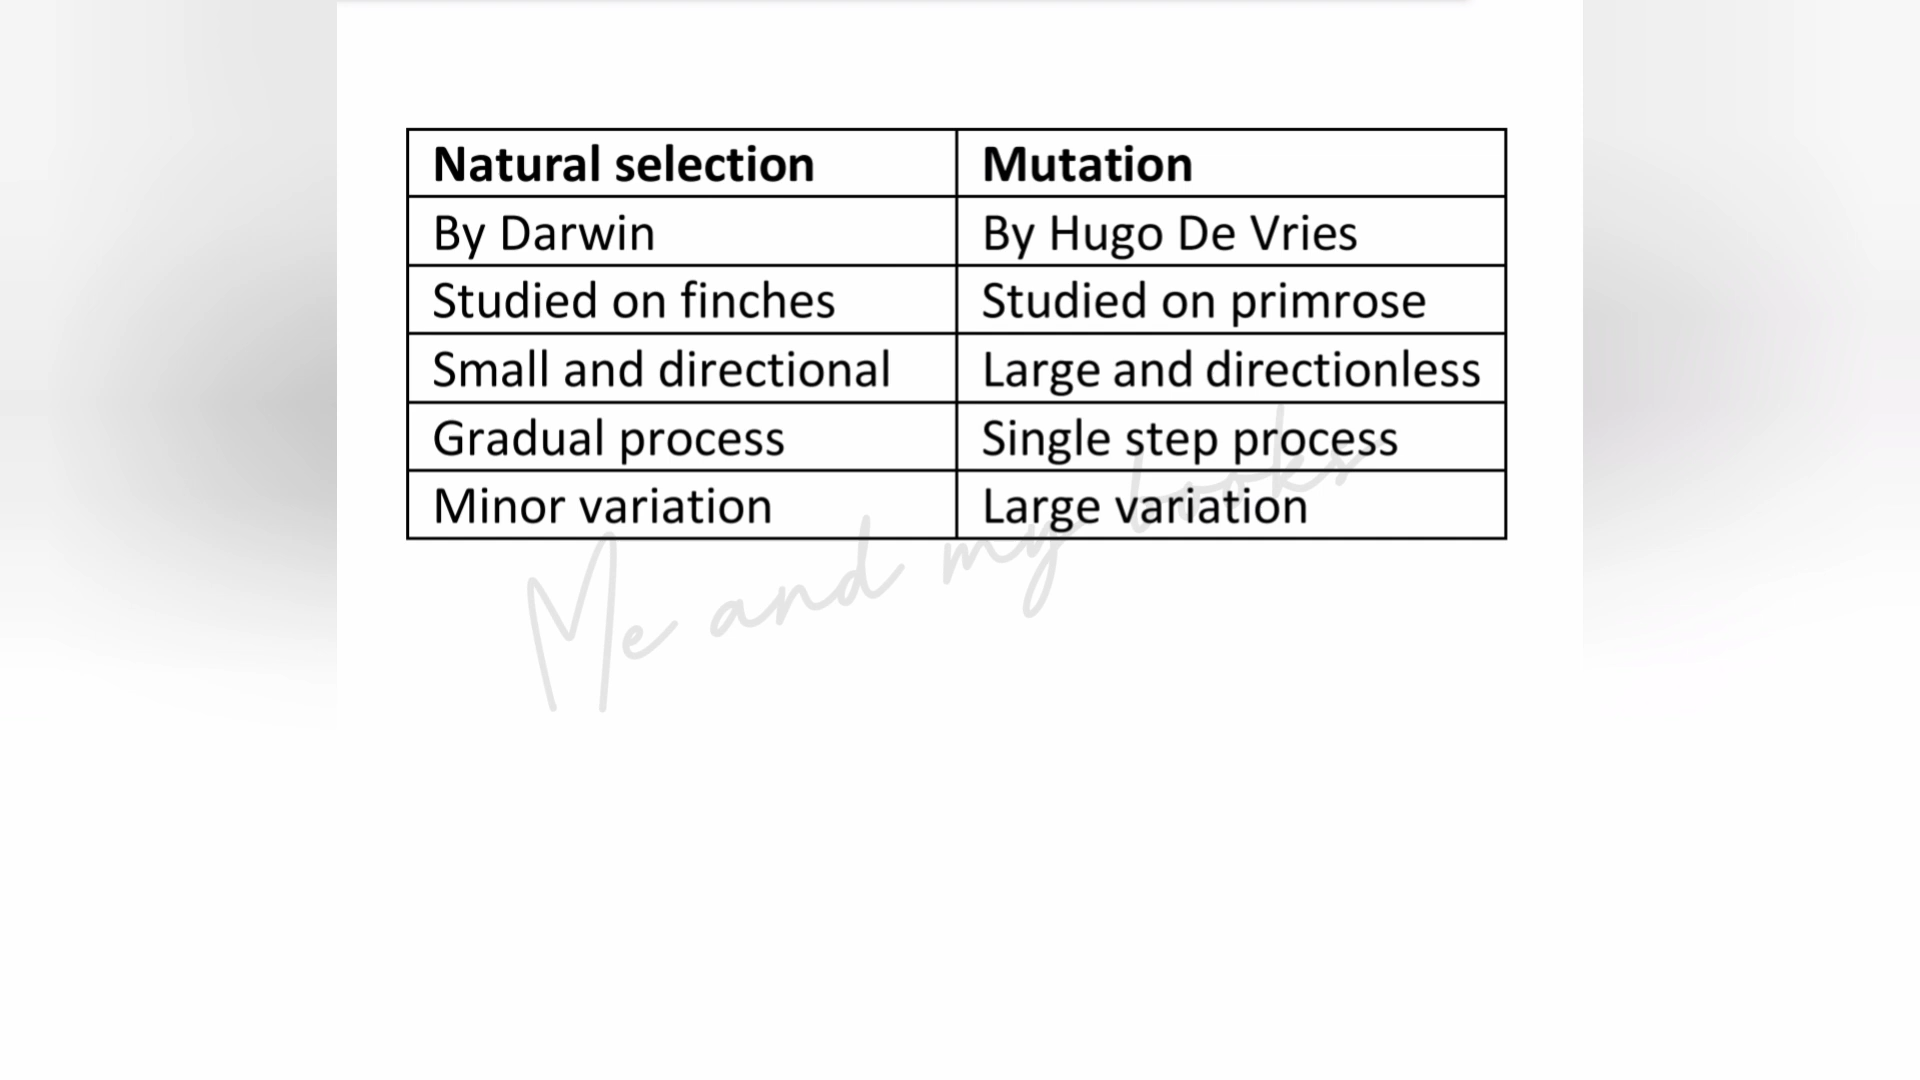 Natural selection Mutation
By Darwin By Hugo De Vries
Studied on finches Studied on primrose
Small and directional Large and directionless
Gradual process Single step process
Minor variation Large variation
Me and my books